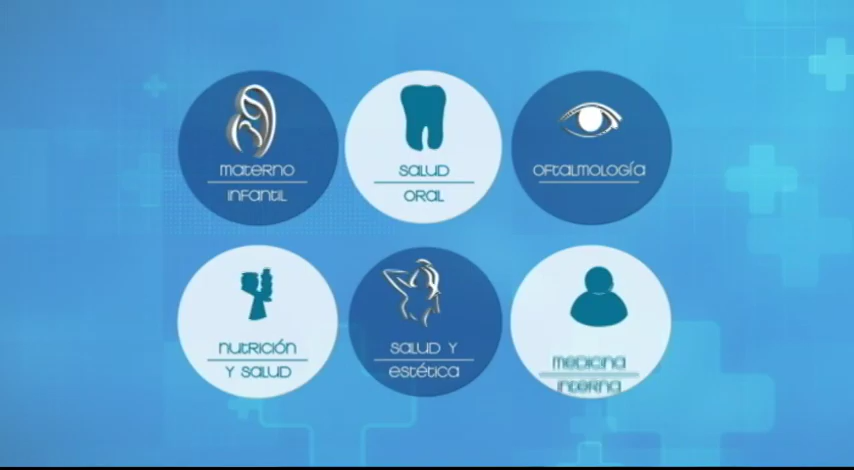 materno
infantil
salud
oral
oftalmología
nutrición
y salud
salud y
estética
medicina
interna